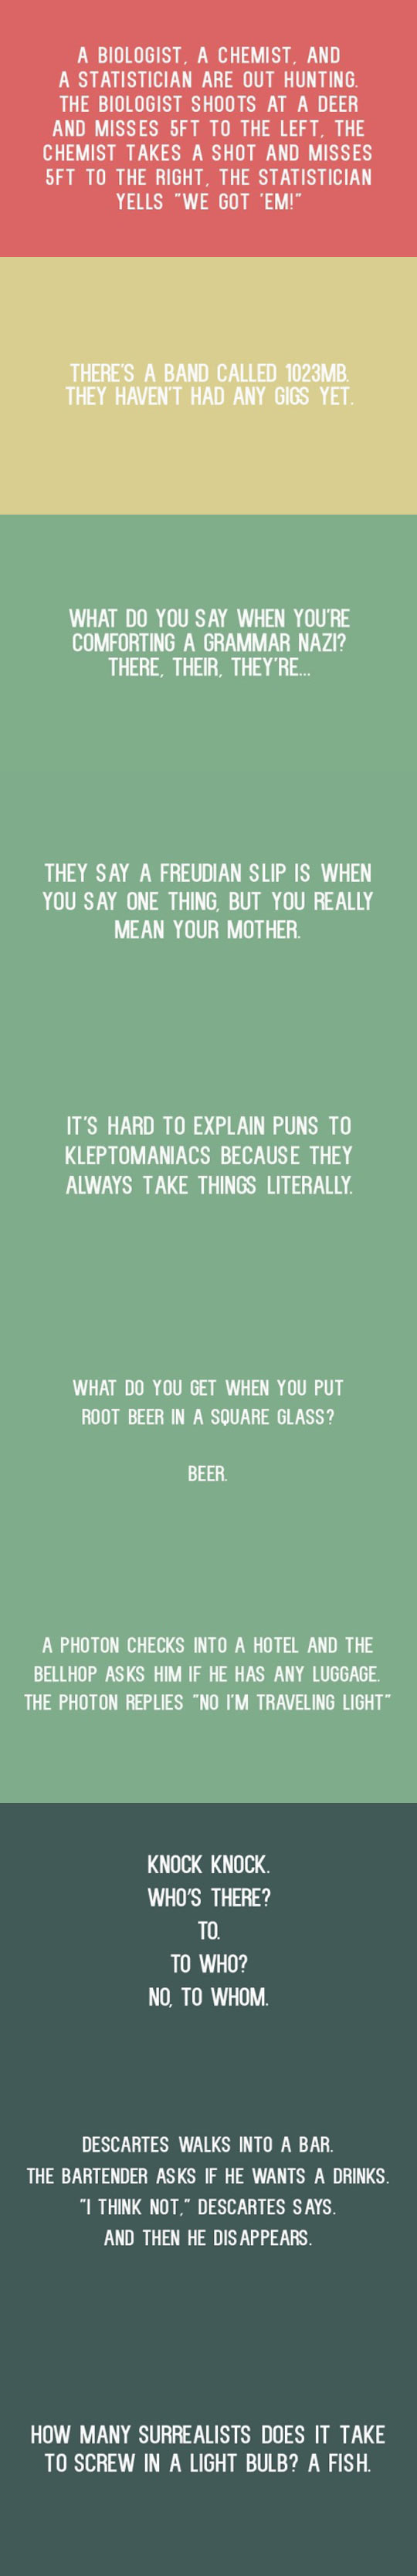 A BIOLOGIST, A CHEMIST, AND
A STATISTICIAN ARE OUT HUNTING.
THE BIOLOGIST SHOOTS AT A DEER
AND MISSES 5FT TO THE LEFT, THE
CHEMIST TAKES A SHOT AND MISSES
5FT TO THE RIGHT, THE STATISTICIAN
YELLS "WE GOT 'EM!"
THERE'S A BAND CALLED 1023MB.
THEY HAVEN'T HAD ANY GIGS YET.
WHAT DO YOU SAY WHEN YOU'RE
COMFORTING A GRAMMAR NAZI?
THERE, THEIR, THEY'RE...
THEY SAY A FREUDIAN SLIP IS WHEN
YOU SAY ONE THING, BUT YOU REALLY
MEAN YOUR MOTHER.
IT'S HARD TO EXPLAIN PUNS TO
KLEPTOMANIACS BECAUSE THEY
ALWAYS TAKE THINGS LITERALLY.
WHAT DO YOU GET WHEN YOU PUT
ROOT BEER IN A SQUARE GLASS?
BEER.
A PHOTON CHECKS INTO A HOTEL AND THE
BELLHOP ASKS HIM IF HE HAS ANY LUGGAGE.
THE PHOTON REPLIES "NO I'M TRAVELING LIGHT"
KNOCK KNOCK.
WHO'S THERE?
TO.
TO WHO?
NO, TO WHOM.
DESCARTES WALKS INTO A BAR.
THE BARTENDER ASKS IF HE WANTS A DRINKS.
"I THINK NOT," DESCARTES SAYS.
AND THEN HE DISAPPEARS.
HOW MANY SURREALISTS DOES IT TAKE
TO SCREW IN A LIGHT BULB? A FISH.